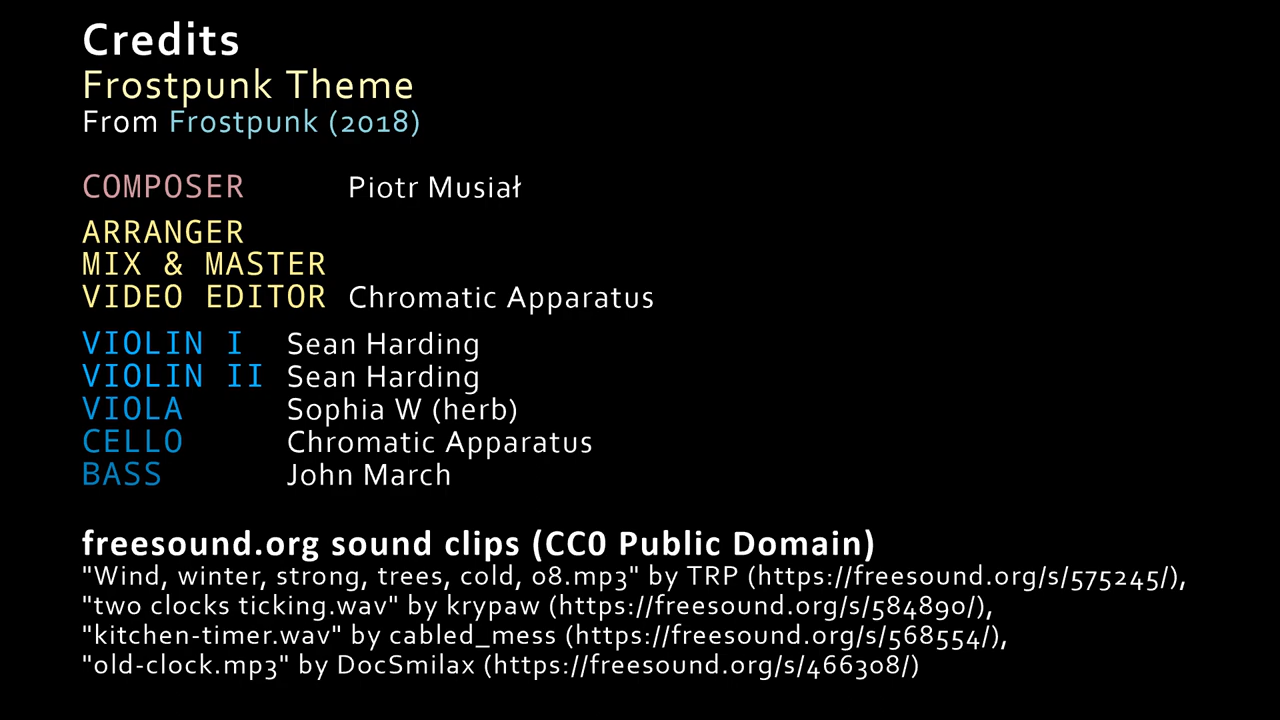 Credits
Frostpunk Theme
From Frostpunk (2018)
COMPOSER Piotr Musiał
ARRANGER
MIX & MASTER
VIDEO EDITOR Chromatic Apparatus
VIOLIN I Sean Harding
VIOLIN II Sean Harding
VIOLA Sophia W (herb)
CELLO Chromatic Apparatus
BASS John March
freesound.org sound clips (CC0 Public Domain)
"Wind, winter, strong, trees, cold, 08.mp3" by TRP (https://freesound.org/s/575245/),
"two clocks ticking.wav" by krypaw (https://freesound.org/s/584890/),
"kitchen-timer.wav" by cabled_mess (https://freesound.org/s/568554/),
"old-clock.mp3" by DocSmilax (https://freesound.org/s/466308/)